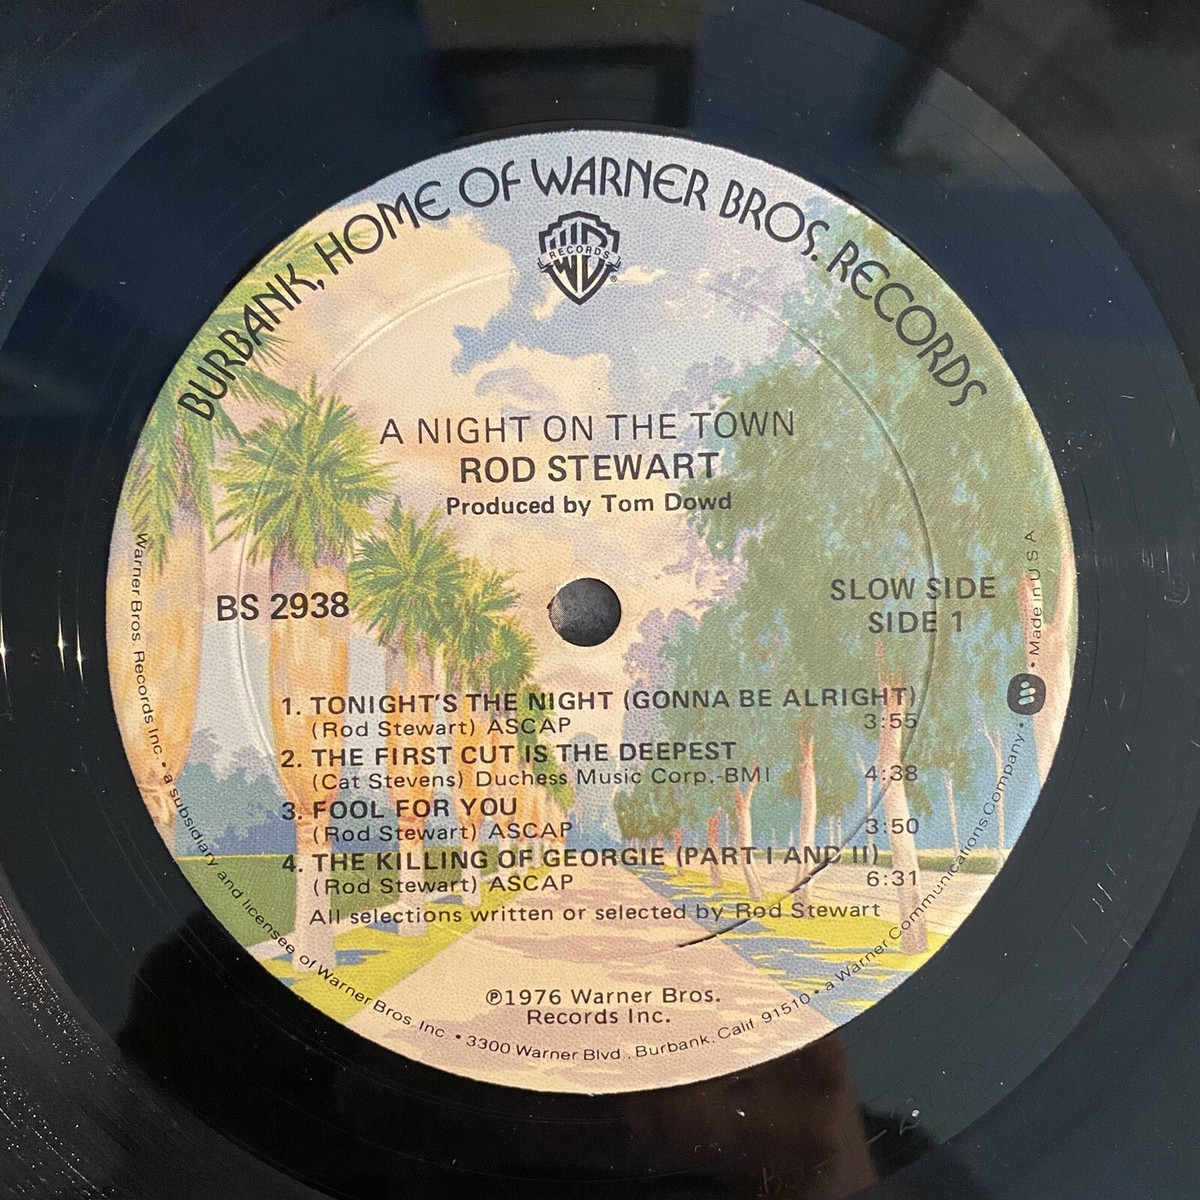 BURBANK, HOME OF WARNER BROS. RECORDS
W B
RECORDS
®
A NIGHT ON THE TOWN
ROD STEWART
Produced by Tom Dowd
BS 2938
SLOW SIDE
SIDE 1
1. TONIGHT'S THE NIGHT (GONNA BE ALRIGHT)
(Rod Stewart) ASCAP 3:55
2. THE FIRST CUT IS THE DEEPEST
(Cat Stevens) Duchess Music Corp.-BMI 4:38
3. FOOL FOR YOU
(Rod Stewart) ASCAP 3:50
4. THE KILLING OF GEORGIE (PART I AND II)
(Rod Stewart) ASCAP 6:31
All selections written or selected by Rod Stewart
℗1976 Warner Bros.
Records Inc.
Warner Bros. Records Inc. • a subsidiary and licensee of Warner Bros. Inc. • 3300 Warner Blvd., Burbank, Calif. 91510 • a Warner Communications Company • • Made in U S A